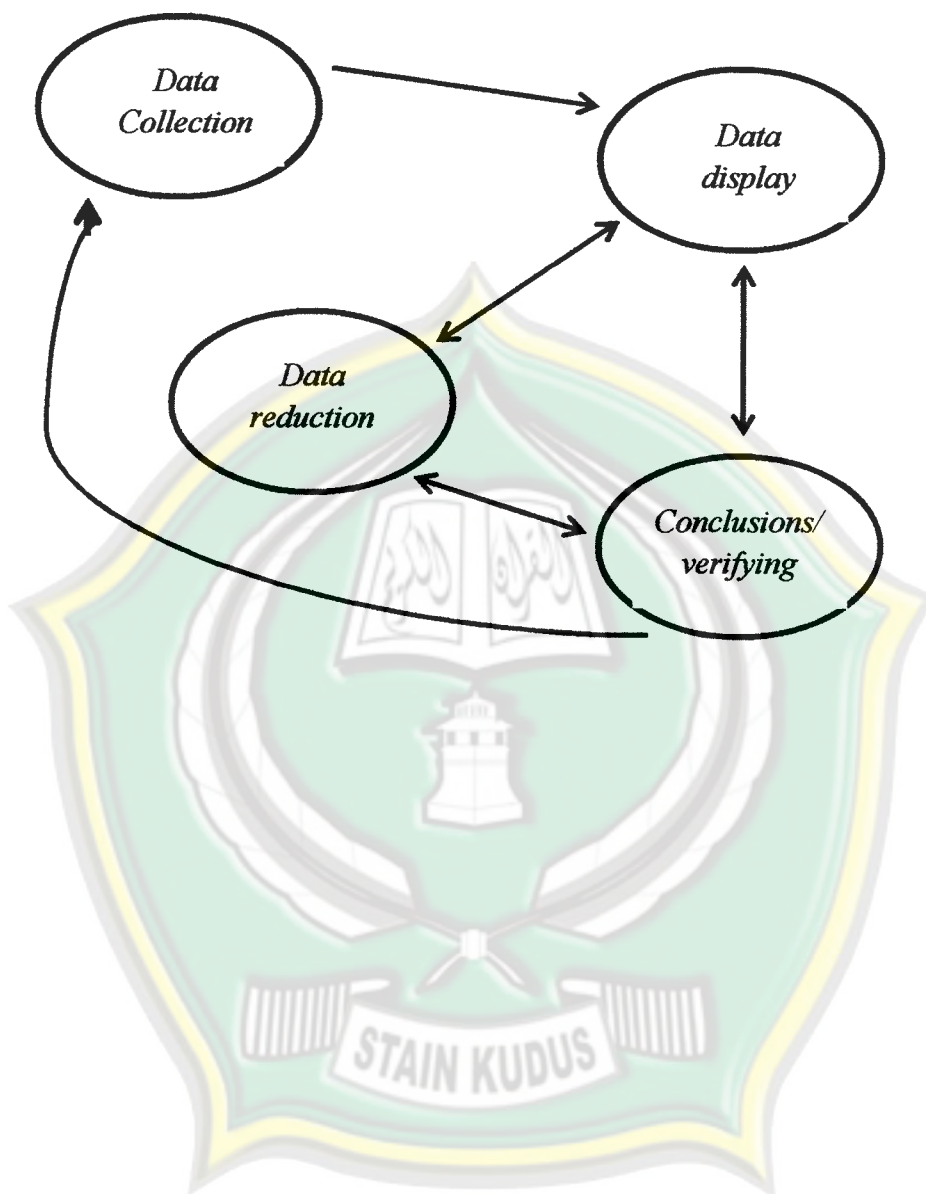 Data
Collection
Data
display
Data
reduction
Conclusions/
verifying
STAIN KUDUS